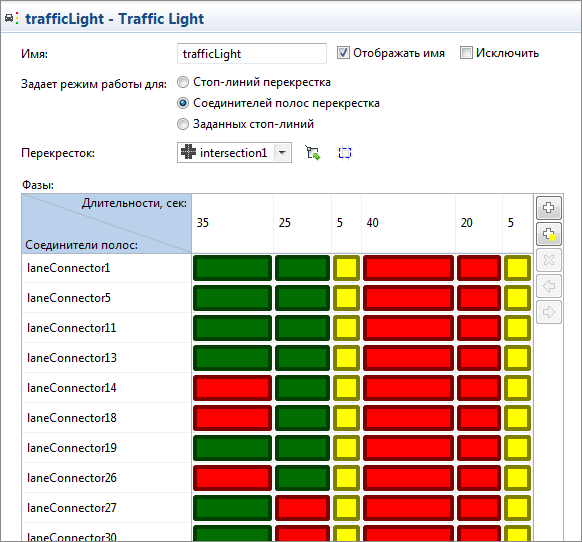 trafficLight - Traffic Light
Имя: trafficLight Отображать имя Исключить
Задает режим работы для: Стоп-линий перекрестка
Соединителей полос перекрестка
Заданных стоп-линий
Перекресток: intersection1
Фазы:
Длительности, сек:
35 25 5 40 20 5
Соединители полос:
laneConnector1
laneConnector5
laneConnector11
laneConnector13
laneConnector14
laneConnector18
laneConnector19
laneConnector26
laneConnector27
laneConnector30